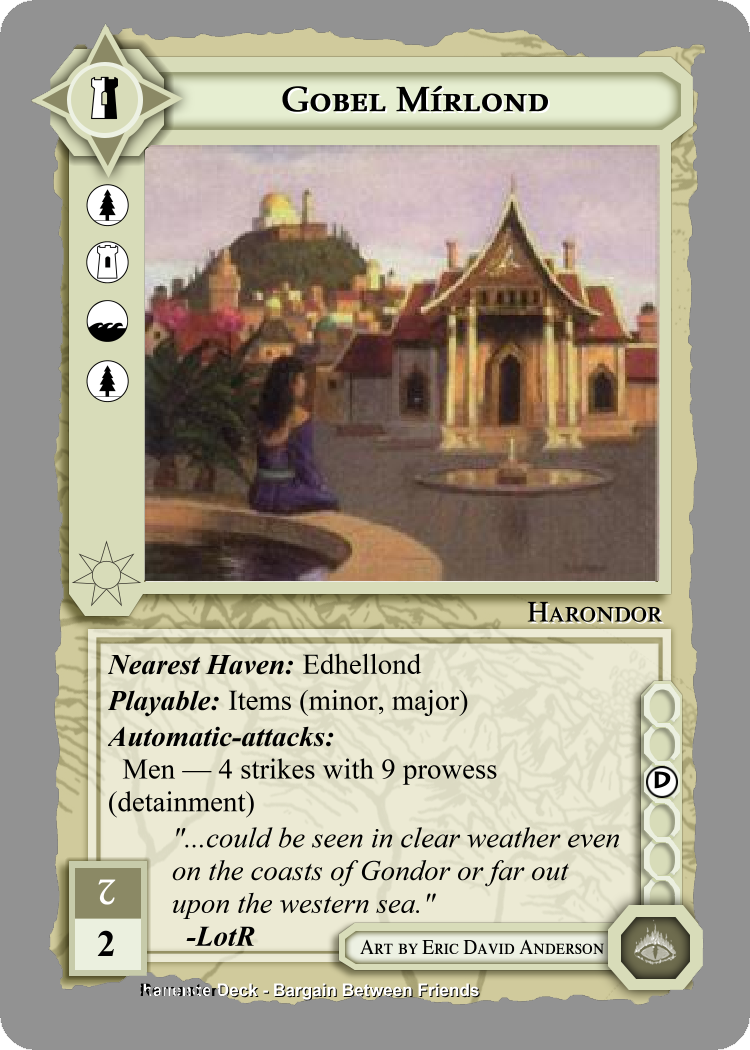 Gobel Mírlond
Harondor
Nearest Haven: Edhellond
Playable: Items (minor, major)
Automatic-attacks:
Men — 4 strikes with 9 prowess
(detainment)
"...could be seen in clear weather even
on the coasts of Gondor or far out
upon the western sea."
-LotR
D
2
2
Art by Eric David Anderson
Deck - Bargain Between Friends